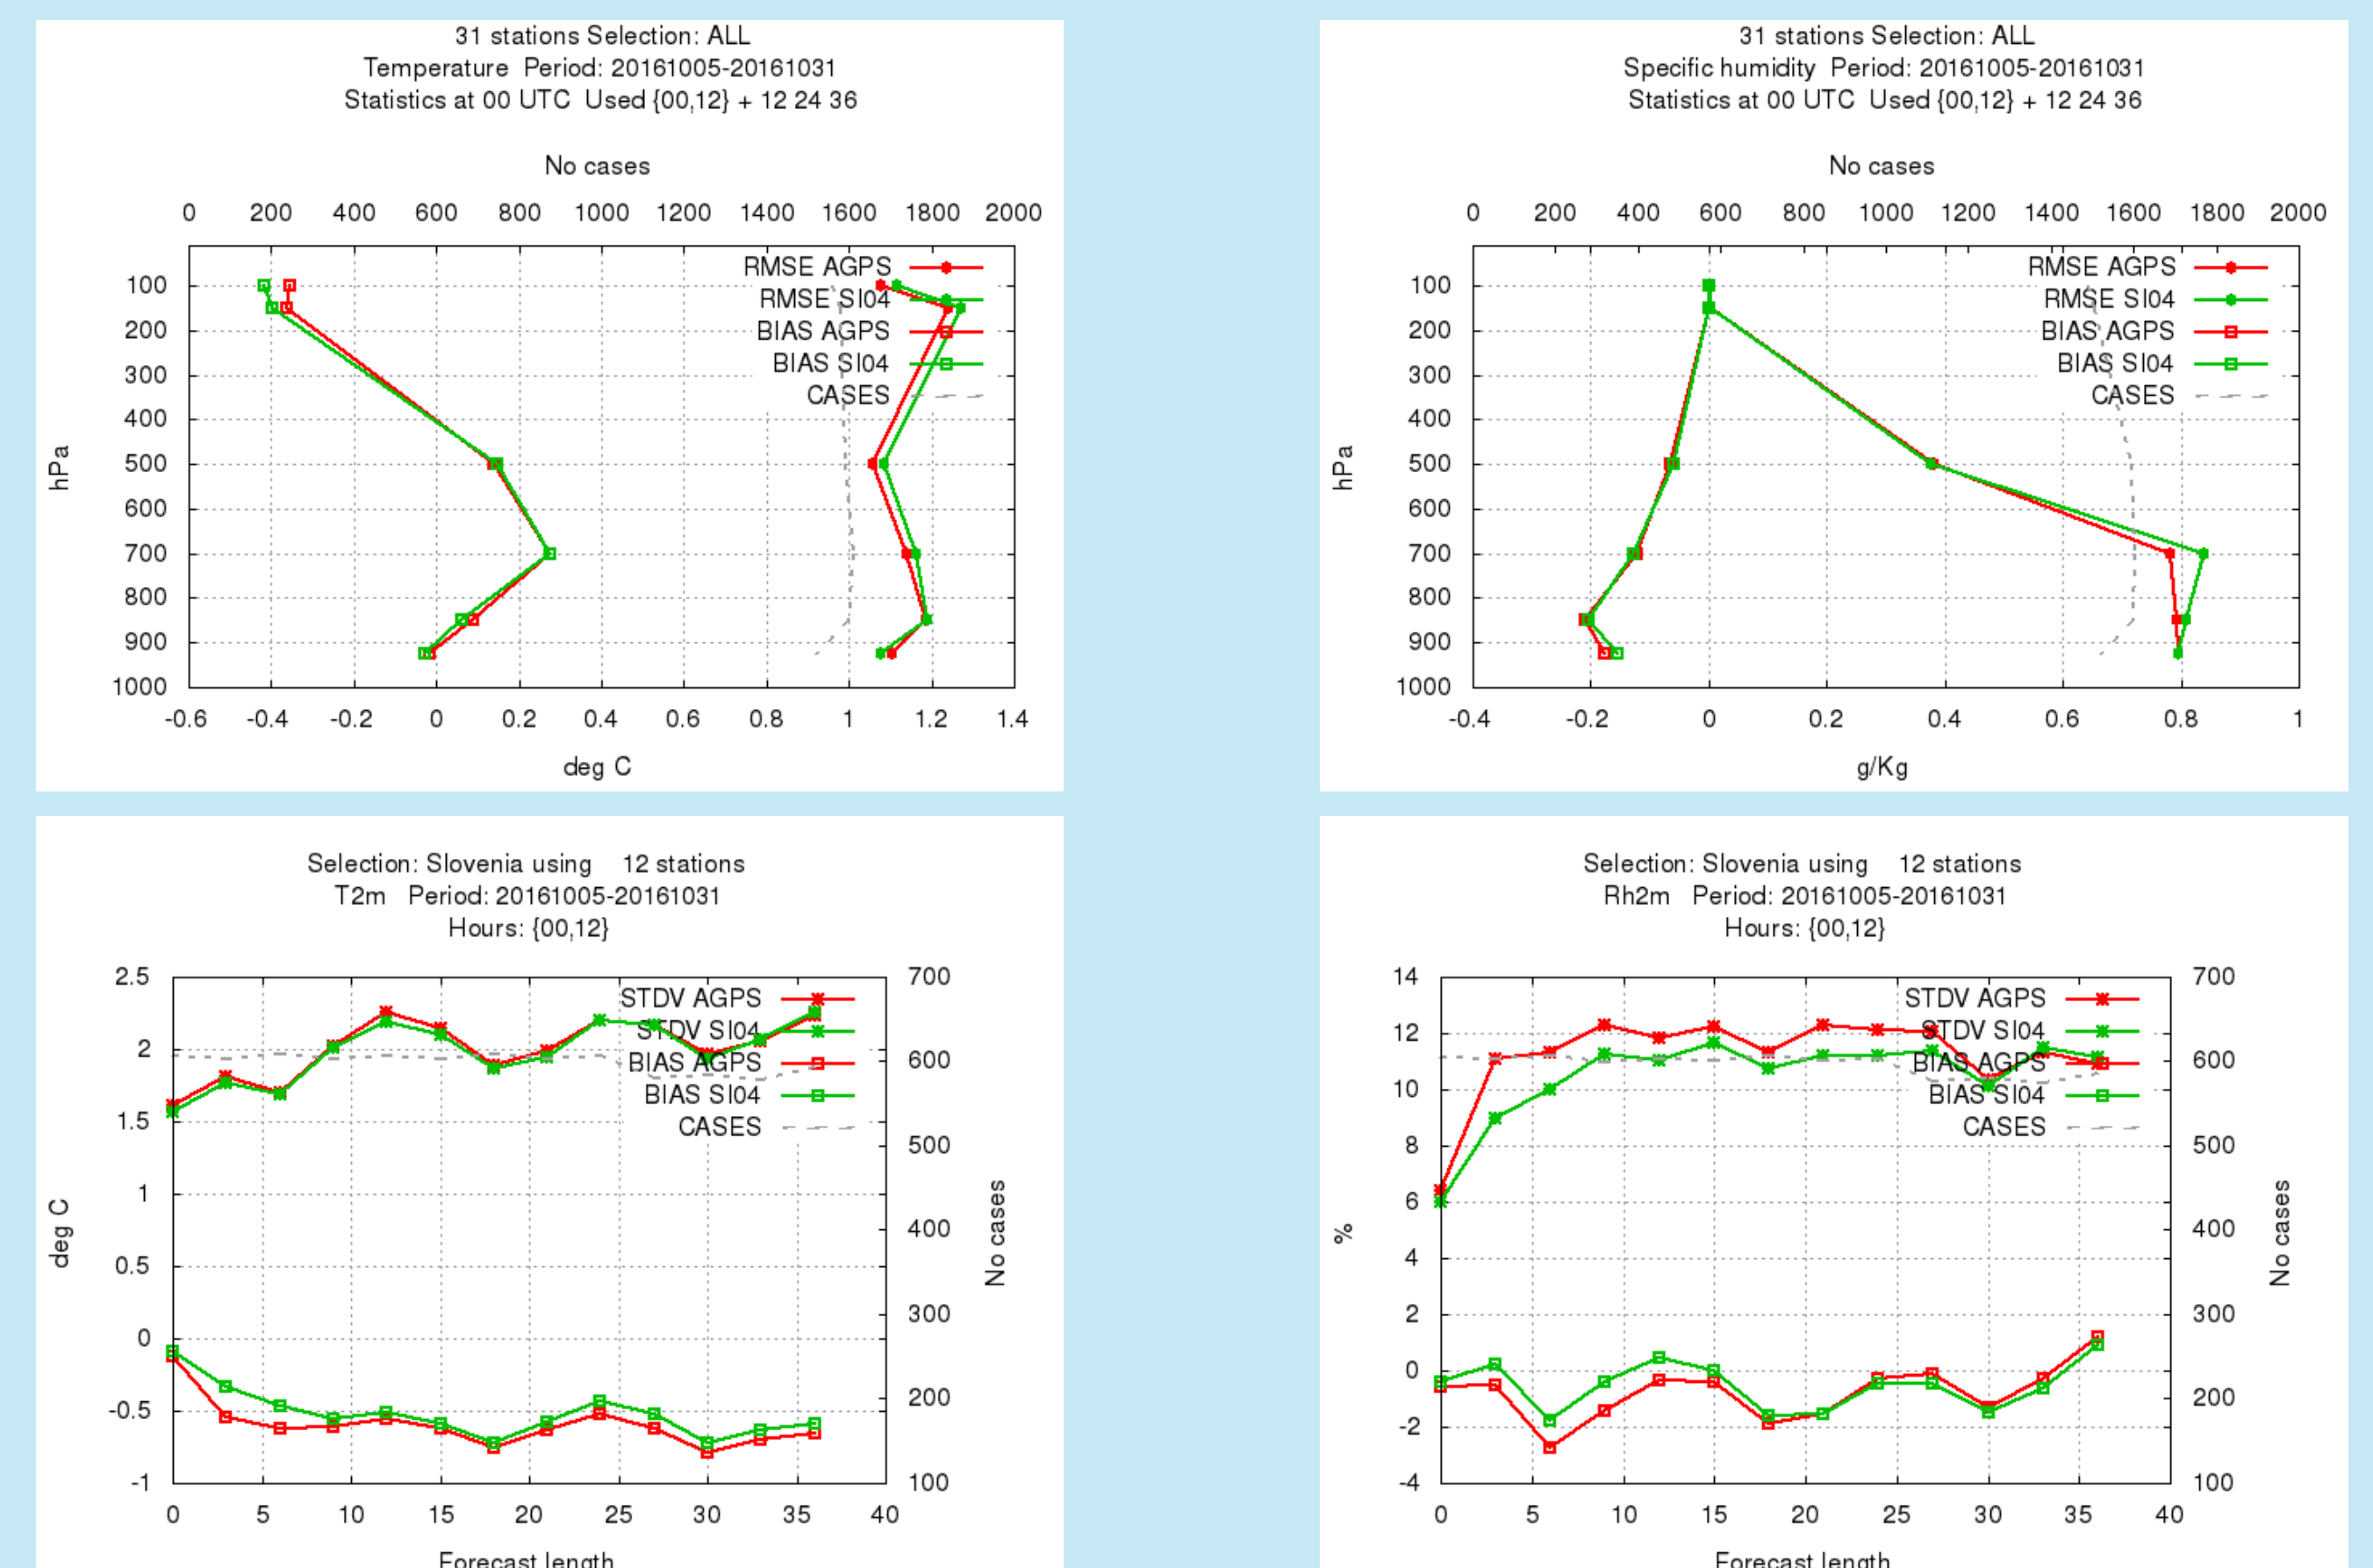 31 stations Selection: ALL
Temperature Period: 20161005-20161031
Statistics at 00 UTC Used {00,12} + 12 24 36
No cases
0 200 400 600 800 1000 1200 1400 1600 1800 2000
RMSE AGPS
RMSE SI04
BIAS AGPS
BIAS SI04
CASES
100
200
300
400
500
600
700
800
900
1000
hPa
-0.6 -0.4 -0.2 0 0.2 0.4 0.6 0.8 1 1.2 1.4
deg C
31 stations Selection: ALL
Specific humidity Period: 20161005-20161031
Statistics at 00 UTC Used {00,12} + 12 24 36
No cases
0 200 400 600 800 1000 1200 1400 1600 1800 2000
RMSE AGPS
RMSE SI04
BIAS AGPS
BIAS SI04
CASES
100
200
300
400
500
600
700
800
900
1000
hPa
-0.4 -0.2 0 0.2 0.4 0.6 0.8 1
g/Kg
Selection: Slovenia using 12 stations
T2m Period: 20161005-20161031
Hours: {00,12}
STDV AGPS
STDV SI04
BIAS AGPS
BIAS SI04
CASES
2.5
2
1.5
1
0.5
0
-0.5
-1
deg C
700
600
500
400
300
200
100
No cases
0 5 10 15 20 25 30 35 40
Forecast length
Selection: Slovenia using 12 stations
Rh2m Period: 20161005-20161031
Hours: {00,12}
STDV AGPS
STDV SI04
BIAS AGPS
BIAS SI04
CASES
14
12
10
8
6
4
2
0
-2
-4
%
700
600
500
400
300
200
100
No cases
0 5 10 15 20 25 30 35 40
Forecast length